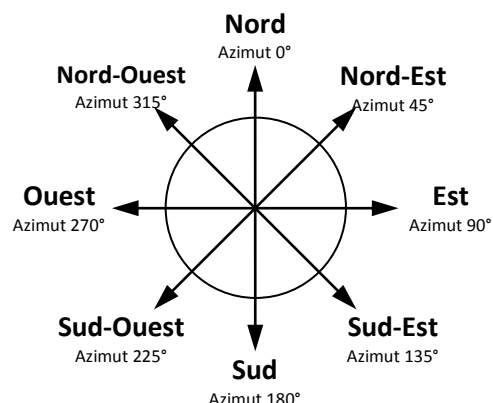 Nord
Azimut 0°
Nord-Ouest
Azimut 315°
Nord-Est
Azimut 45°
Ouest
Azimut 270°
Est
Azimut 90°
Sud-Ouest
Azimut 225°
Sud-Est
Azimut 135°
Sud
Azimut 180°